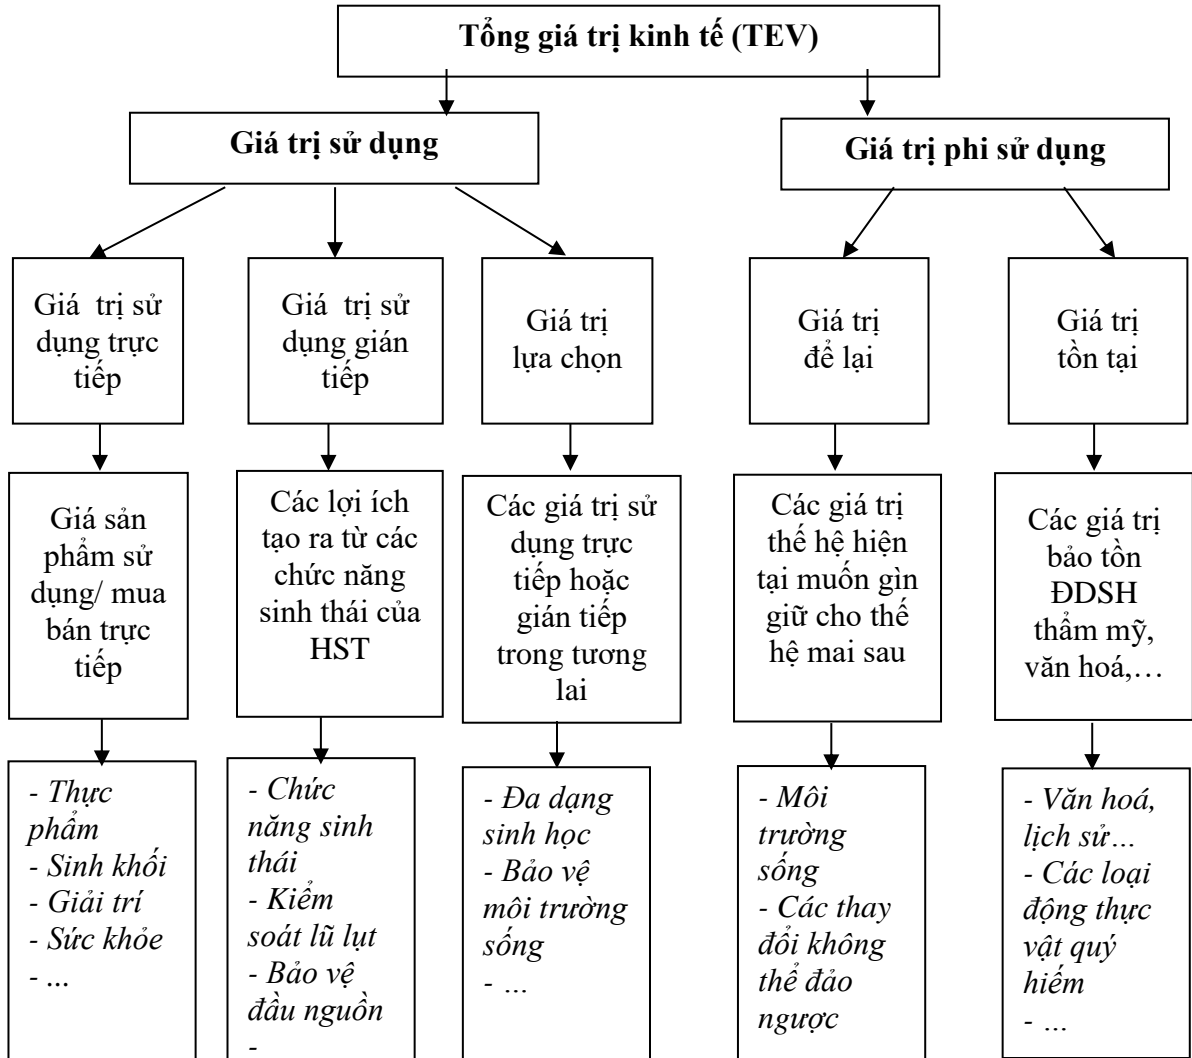 Tổng giá trị kinh tế (TEV)
Giá trị sử dụng
Giá trị phi sử dụng
Giá trị sử
dụng trực
tiếp
Giá trị sử
dụng gián
tiếp
Giá trị
lựa chọn
Giá trị
để lại
Giá trị
tồn tại
Giá sản
phẩm sử
dụng/ mua
bán trực
tiếp
Các lợi ích
tạo ra từ các
chức năng
sinh thái của
HST
Các giá trị sử
dụng trực
tiếp hoặc
gián tiếp
trong tương
lai
Các giá trị
thế hệ hiện
tại muốn gìn
giữ cho thế
hệ mai sau
Các giá trị
bảo tồn
ĐDSH
thẩm mỹ,
văn hoá,…
- Thực
phẩm
- Sinh khối
- Giải trí
- Sức khỏe
- ...
- Chức
năng sinh
thái
- Kiểm
soát lũ lụt
- Bảo vệ
đầu nguồn
-
- Đa dạng
sinh học
- Bảo vệ
môi trường
sống
- …
- Môi
trường
sống
- Các thay
đổi không
thể đảo
ngược
- Văn hoá,
lịch sử…
- Các loại
động thực
vật quý
hiếm
- …